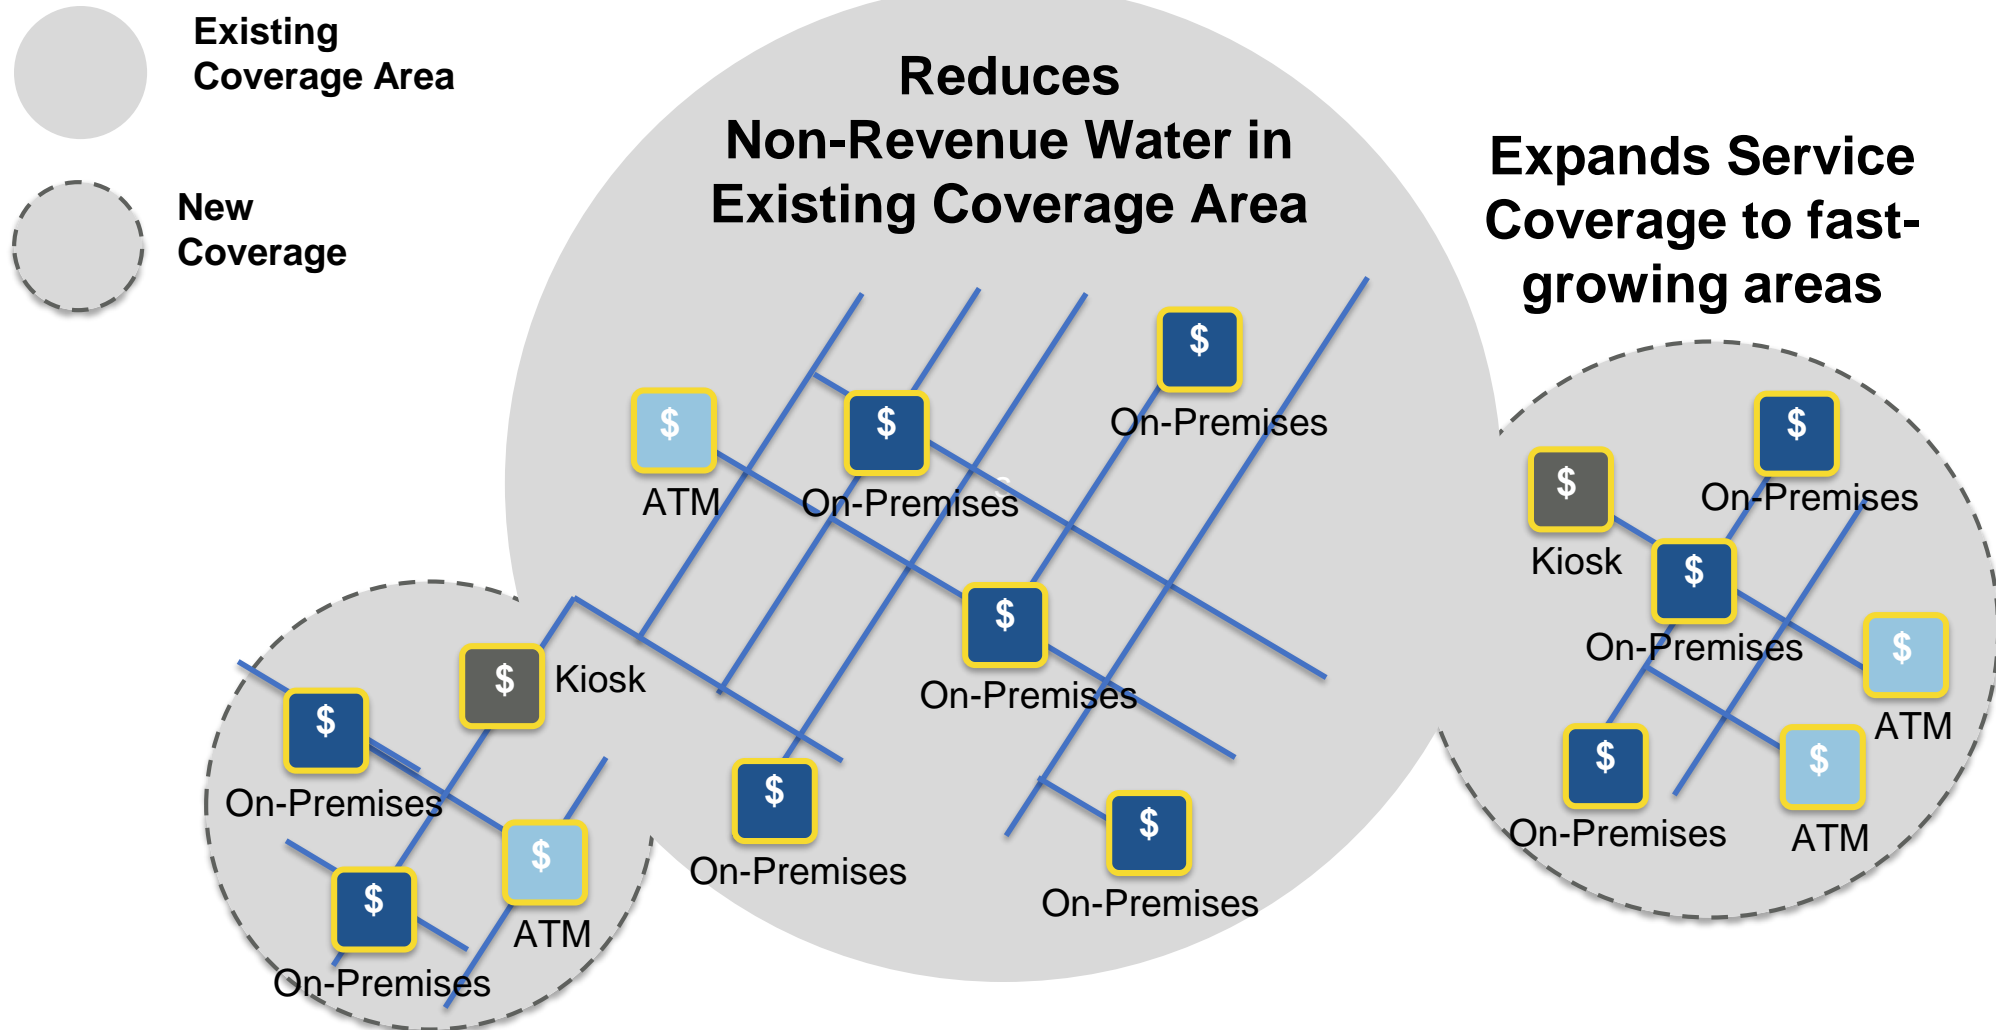 Existing
Coverage Area
New
Coverage
Reduces
Non-Revenue Water in
Existing Coverage Area
Expands Service
Coverage to fast-
growing areas
$
On-Premises
$
ATM
$
On-Premises
$
On-Premises
$
On-Premises
$
On-Premises
$
Kiosk
$
On-Premises
$
ATM
$
On-Premises
$
On-Premises
$
Kiosk
$
On-Premises
$
ATM
$
On-Premises
$
ATM